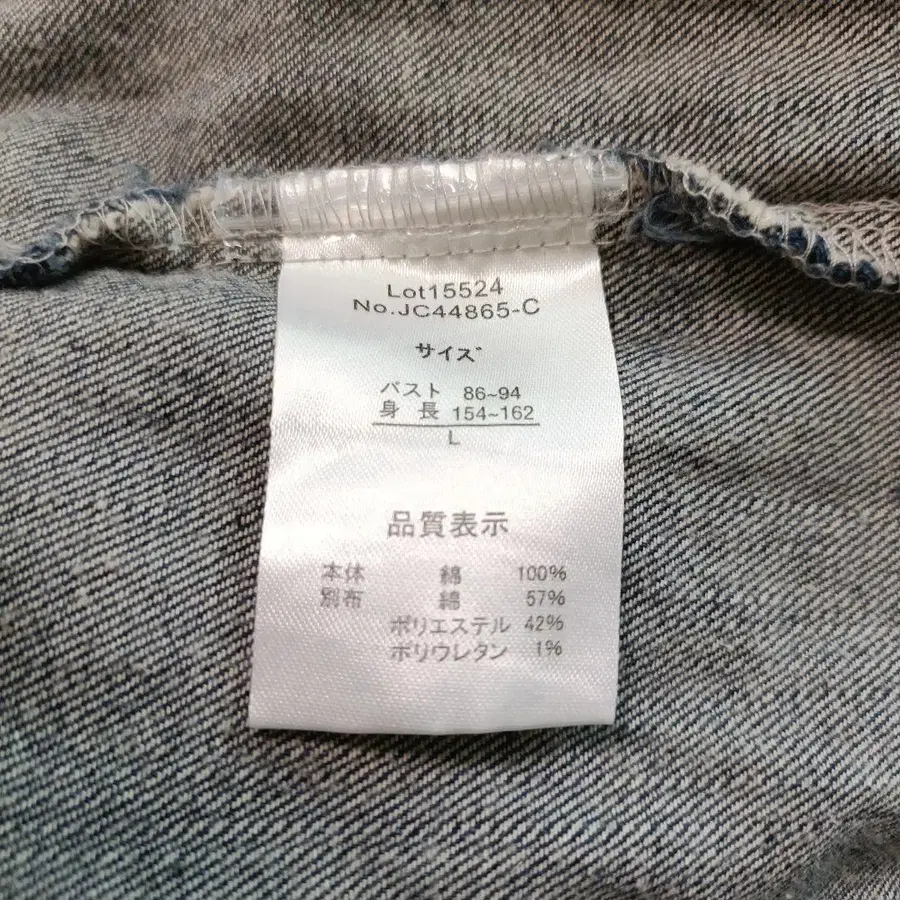 Lot15524
No.JC44865-C
サイズ
バスト 86~94
身長 154~162
L
品質表示
本体 綿 100%
別布 綿 57%
ポリエステル 42%
ポリウレタン 1%